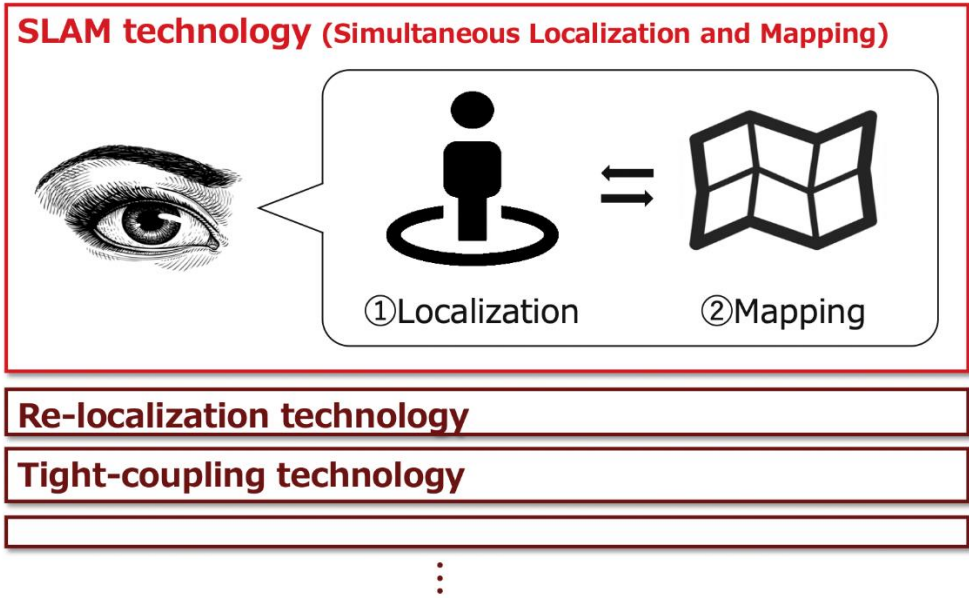 SLAM technology (Simultaneous Localization and Mapping)
①Localization
②Mapping
Re-localization technology
Tight-coupling technology
⋮